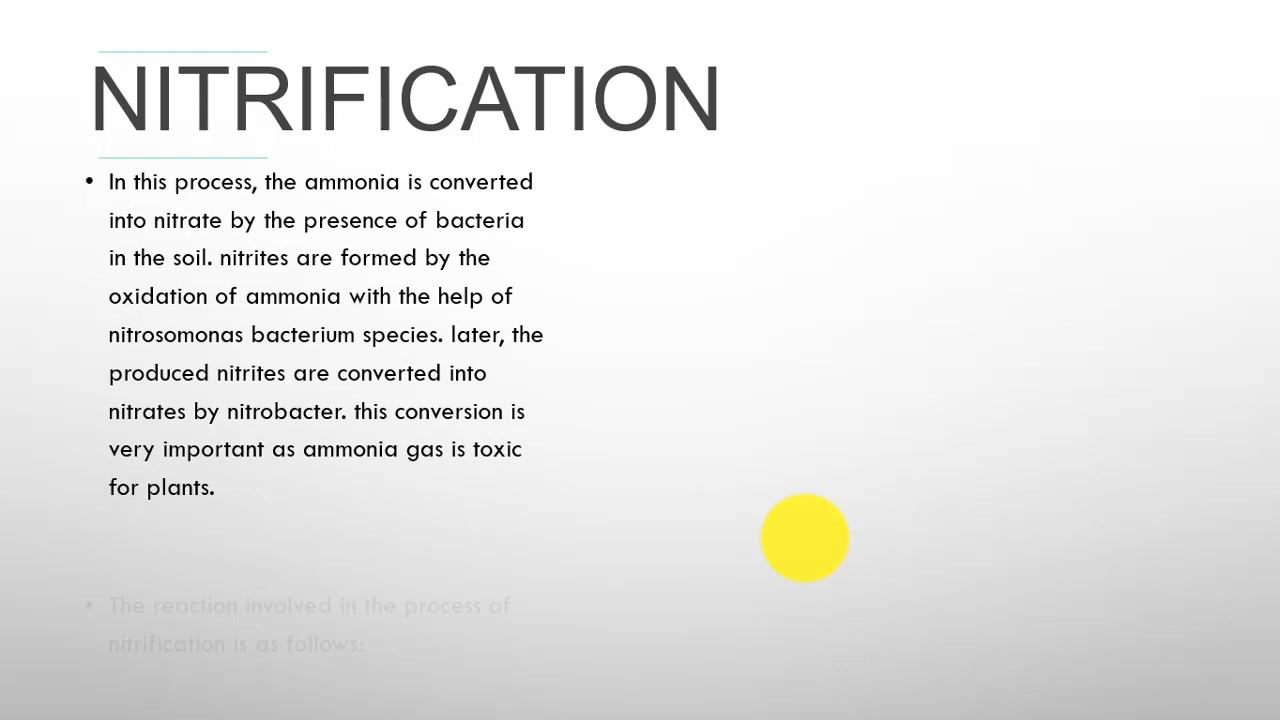 NITRIFICATION
• In this process, the ammonia is converted
into nitrate by the presence of bacteria
in the soil. nitrites are formed by the
oxidation of ammonia with the help of
nitrosomonas bacterium species. later, the
produced nitrites are converted into
nitrates by nitrobacter. this conversion is
very important as ammonia gas is toxic
for plants.
• The reaction involved in the process of
nitrification is as follows: